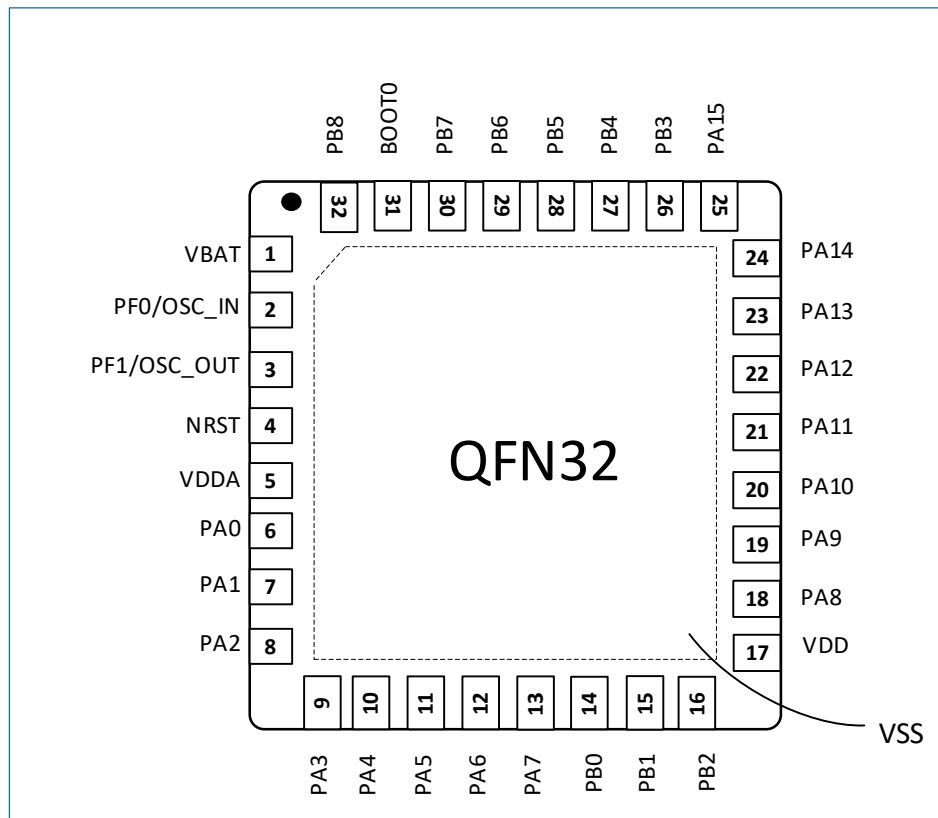 PB8 BOOT0 PB7 PB6 PB5 PB4 PB3 PA15
32 31 30 29 28 27 26 25
VBAT 1
PF0/OSC_IN 2
PF1/OSC_OUT 3
NRST 4
VDDA 5
PA0 6
PA1 7
PA2 8
QFN32
24 PA14
23 PA13
22 PA12
21 PA11
20 PA10
19 PA9
18 PA8
17 VDD
VSS
9 10 11 12 13 14 15 16
PA3 PA4 PA5 PA6 PA7 PB0 PB1 PB2